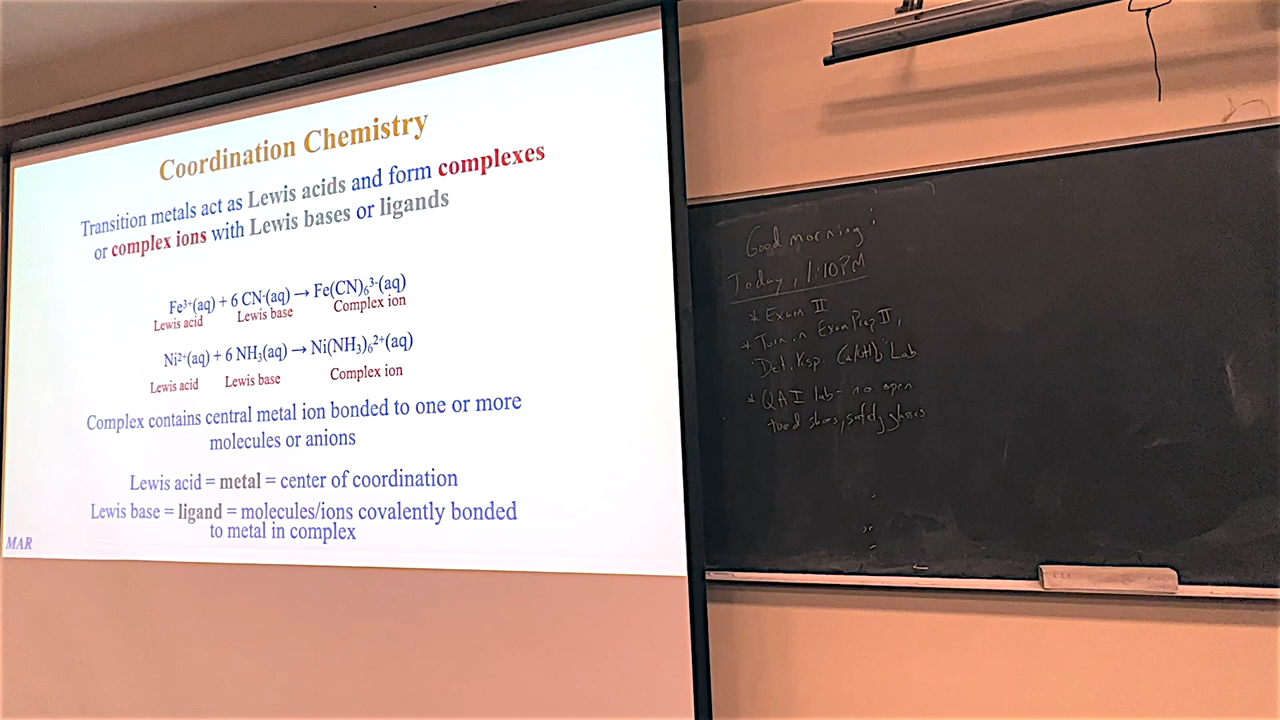 Coordination Chemistry
Transition metals act as Lewis acids and form complexes
or complex ions with Lewis bases or ligands
Fe³⁺(aq) + 6 CN⁻(aq) → Fe(CN)₆³⁻(aq)
Lewis acid Lewis base Complex ion
Ni²⁺(aq) + 6 NH₃(aq) → Ni(NH₃)₆²⁺(aq)
Lewis acid Lewis base Complex ion
Complex contains central metal ion bonded to one or more
molecules or anions
Lewis acid = metal = center of coordination
Lewis base = ligand = molecules/ions covalently bonded
to metal in complex
MAR
Good morning!
Today, 1:10PM
* Exam II
* Turn in Exam Prep II,
"Det. Ksp Ca(OH)₂" Lab
* QA I lab - no open
toed shoes, safety glasses